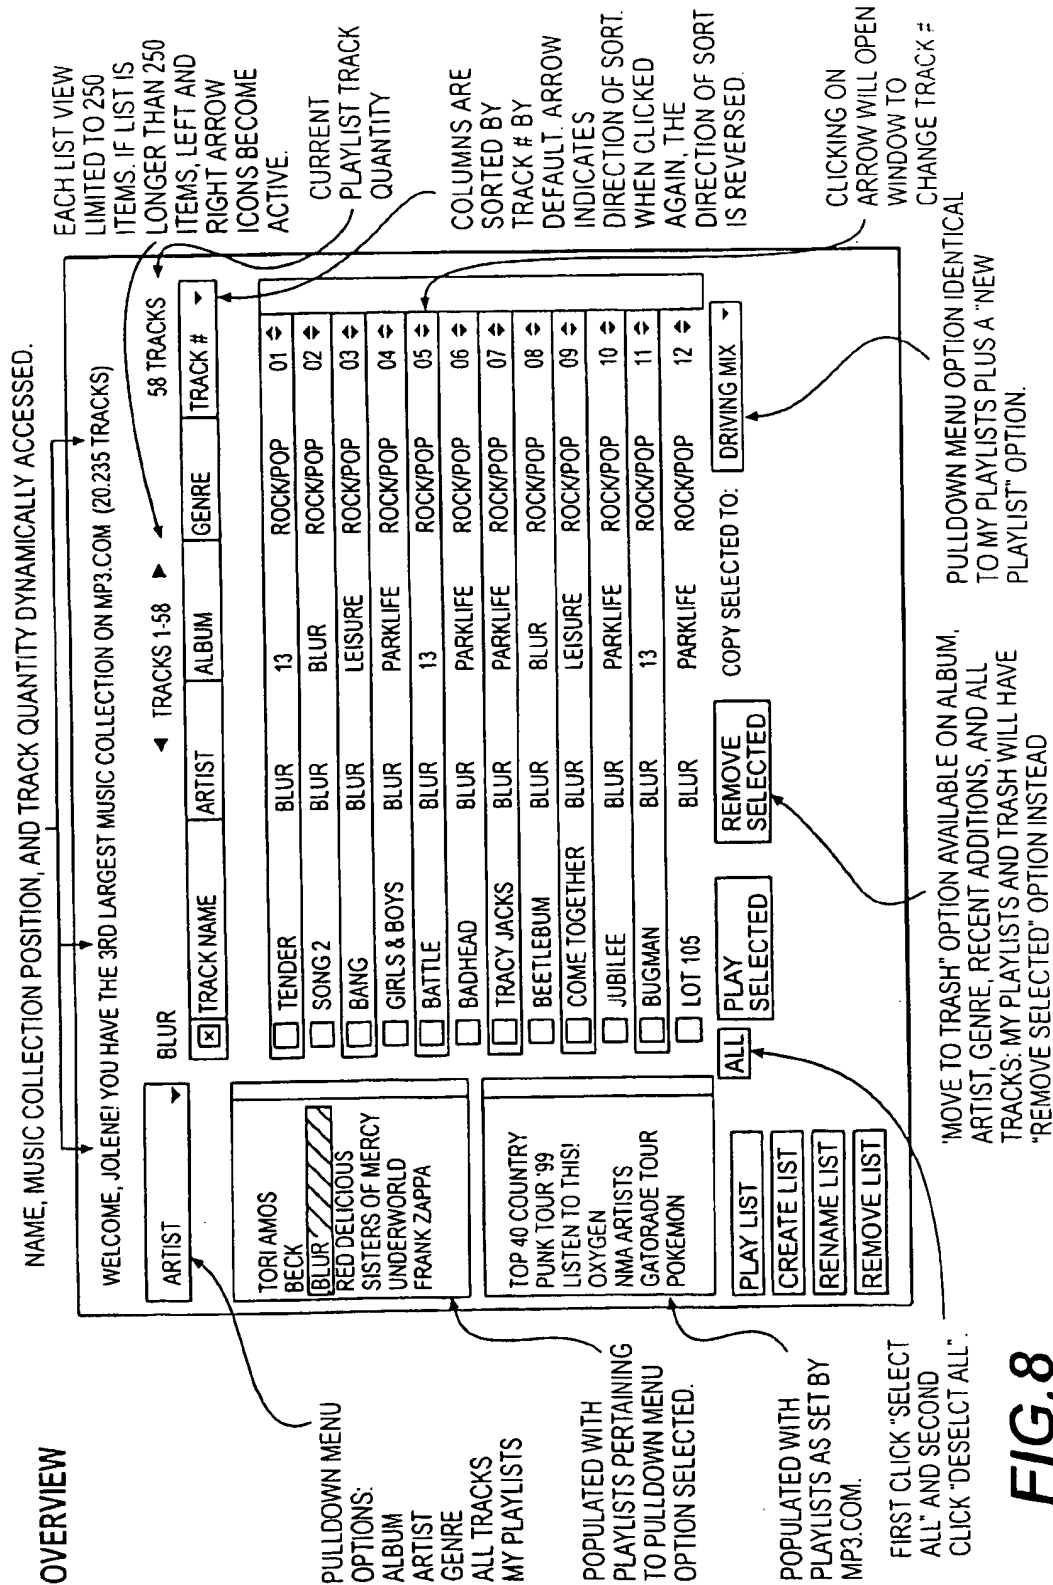 OVERVIEW
NAME, MUSIC COLLECTION POSITION, AND TRACK QUANTITY DYNAMICALLY ACCESSED.
WELCOME, JOLENE! YOU HAVE THE 3RD LARGEST MUSIC COLLECTION ON MP3.COM (20.235 TRACKS)
ARTIST
BLUR
TRACKS 1-58
58 TRACKS
TRACK NAME ARTIST ALBUM GENRE TRACK #
TENDER BLUR 13 ROCK/POP 01
SONG 2 BLUR BLUR ROCK/POP 02
BANG BLUR LEISURE ROCK/POP 03
GIRLS & BOYS BLUR PARKLIFE ROCK/POP 04
BATTLE BLUR 13 ROCK/POP 05
BADHEAD BLUR PARKLIFE ROCK/POP 06
TRACY JACKS BLUR PARKLIFE ROCK/POP 07
BEETLEBUM BLUR BLUR ROCK/POP 08
COME TOGETHER BLUR LEISURE ROCK/POP 09
JUBILEE BLUR PARKLIFE ROCK/POP 10
BUGMAN BLUR 13 ROCK/POP 11
LOT 105 BLUR PARKLIFE ROCK/POP 12
ALL
PLAY
SELECTED
REMOVE
SELECTED
COPY SELECTED TO:
DRIVING MIX
TORI AMOS
BECK
BLUR
RED DELICIOUS
SISTERS OF MERCY
UNDERWORLD
FRANK ZAPPA
TOP 40 COUNTRY
PUNK TOUR '99
LISTEN TO THIS!
OXYGEN
NMA ARTISTS
GATORADE TOUR
POKEMON
PLAY LIST
CREATE LIST
RENAME LIST
REMOVE LIST
PULLDOWN MENU
OPTIONS:
ALBUM
ARTIST
GENRE
ALL TRACKS
MY PLAYLISTS
POPULATED WITH
PLAYLISTS PERTAINING
TO PULLDOWN MENU
OPTION SELECTED.
POPULATED WITH
PLAYLISTS AS SET BY
MP3.COM.
FIRST CLICK "SELECT
ALL" AND SECOND
CLICK "DESELCT ALL".
EACH LIST VIEW
LIMITED TO 250
ITEMS. IF LIST IS
LONGER THAN 250
ITEMS, LEFT AND
RIGHT ARROW
ICONS BECOME
ACTIVE.
CURRENT
PLAYLIST TRACK
QUANTITY
COLUMNS ARE
SORTED BY
TRACK # BY
DEFAULT. ARROW
INDICATES
DIRECTION OF SORT.
WHEN CLICKED
AGAIN, THE
DIRECTION OF SORT
IS REVERSED.
CLICKING ON
ARROW WILL OPEN
WINDOW TO
CHANGE TRACK #
'MOVE TO TRASH" OPTION AVAILABLE ON ALBUM,
ARTIST, GENRE, RECENT ADDITIONS, AND ALL
TRACKS: MY PLAYLISTS AND TRASH WILL HAVE
"REMOVE SELECTED" OPTION INSTEAD
PULLDOWN MENU OPTION IDENTICAL
TO MY PLAYLISTS PLUS A "NEW
PLAYLIST" OPTION.
FIG. 8